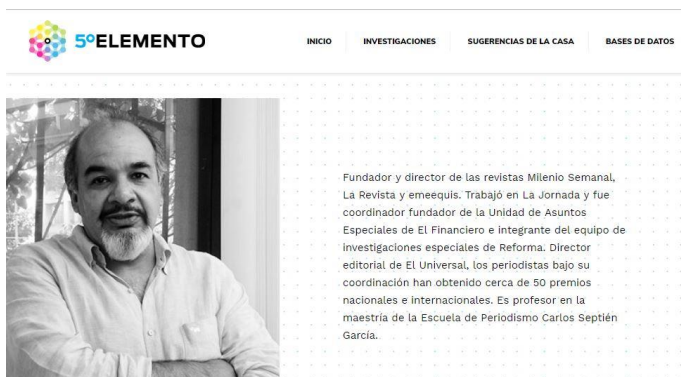 5ºELEMENTO
INICIO
INVESTIGACIONES
SUGERENCIAS DE LA CASA
BASES DE DATOS
Fundador y director de las revistas Milenio Semanal,
La Revista y emeequis. Trabajó en La Jornada y fue
coordinador fundador de la Unidad de Asuntos
Especiales de El Financiero e integrante del equipo de
investigaciones especiales de Reforma. Director
editorial de El Universal, los periodistas bajo su
coordinación han obtenido cerca de 50 premios
nacionales e internacionales. Es profesor en la
maestría de la Escuela de Periodismo Carlos Septién
García.